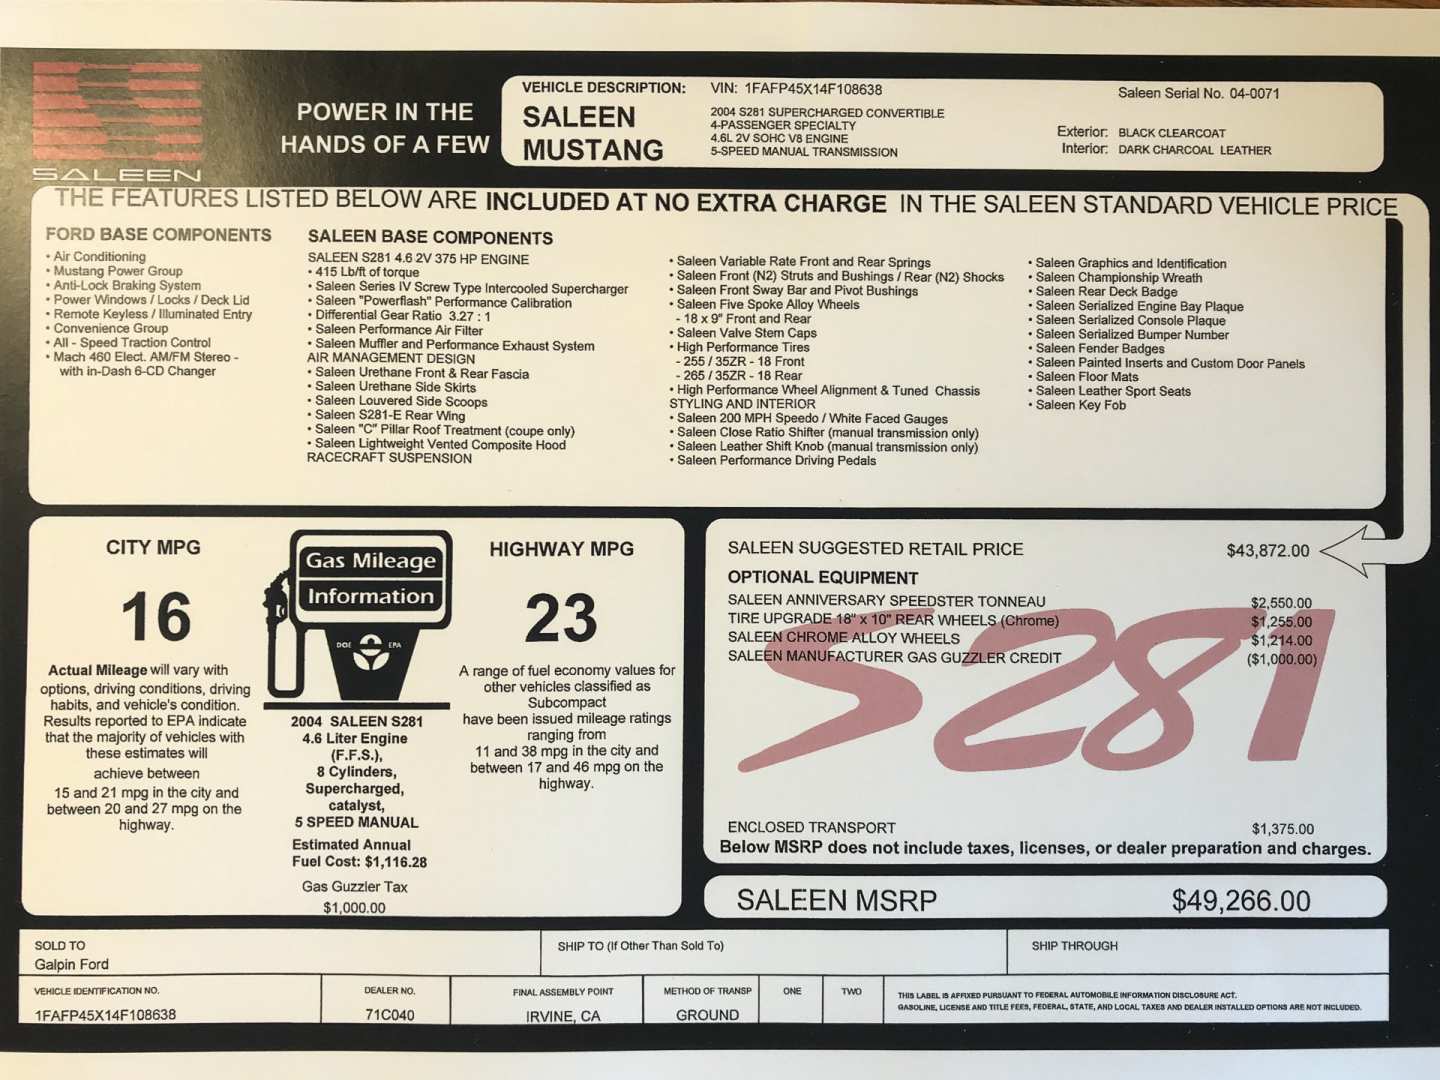 SALEEN
POWER IN THE
HANDS OF A FEW
VEHICLE DESCRIPTION:
SALEEN
MUSTANG
VIN: 1FAFP45X14F108638
2004 S281 SUPERCHARGED CONVERTIBLE
4-PASSENGER SPECIALTY
4.6L 2V SOHC V8 ENGINE
5-SPEED MANUAL TRANSMISSION
Saleen Serial No. 04-0071
Exterior: BLACK CLEARCOAT
Interior: DARK CHARCOAL LEATHER
THE FEATURES LISTED BELOW ARE INCLUDED AT NO EXTRA CHARGE IN THE SALEEN STANDARD VEHICLE PRICE
FORD BASE COMPONENTS
• Air Conditioning
• Mustang Power Group
• Anti-Lock Braking System
• Power Windows / Locks / Deck Lid
• Remote Keyless / Illuminated Entry
• Convenience Group
• All - Speed Traction Control
• Mach 460 Elect. AM/FM Stereo -
with in-Dash 6-CD Changer
SALEEN BASE COMPONENTS
SALEEN S281 4.6 2V 375 HP ENGINE
• 415 Lb/ft of torque
• Saleen Series IV Screw Type Intercooled Supercharger
• Saleen "Powerflash" Performance Calibration
• Differential Gear Ratio 3.27 : 1
• Saleen Performance Air Filter
• Saleen Muffler and Performance Exhaust System
AIR MANAGEMENT DESIGN
• Saleen Urethane Front & Rear Fascia
• Saleen Urethane Side Skirts
• Saleen Louvered Side Scoops
• Saleen S281-E Rear Wing
• Saleen "C" Pillar Roof Treatment (coupe only)
• Saleen Lightweight Vented Composite Hood
RACECRAFT SUSPENSION
• Saleen Variable Rate Front and Rear Springs
• Saleen Front (N2) Struts and Bushings / Rear (N2) Shocks
• Saleen Front Sway Bar and Pivot Bushings
• Saleen Five Spoke Alloy Wheels
- 18 x 9" Front and Rear
• Saleen Valve Stem Caps
• High Performance Tires
- 255 / 35ZR - 18 Front
- 265 / 35ZR - 18 Rear
• High Performance Wheel Alignment & Tuned Chassis
STYLING AND INTERIOR
• Saleen 200 MPH Speedo / White Faced Gauges
• Saleen Close Ratio Shifter (manual transmission only)
• Saleen Leather Shift Knob (manual transmission only)
• Saleen Performance Driving Pedals
• Saleen Graphics and Identification
• Saleen Championship Wreath
• Saleen Rear Deck Badge
• Saleen Serialized Engine Bay Plaque
• Saleen Serialized Console Plaque
• Saleen Serialized Bumper Number
• Saleen Fender Badges
• Saleen Painted Inserts and Custom Door Panels
• Saleen Floor Mats
• Saleen Leather Sport Seats
• Saleen Key Fob
CITY MPG
16
Actual Mileage will vary with
options, driving conditions, driving
habits, and vehicle's condition.
Results reported to EPA indicate
that the majority of vehicles with
these estimates will
achieve between
15 and 21 mpg in the city and
between 20 and 27 mpg on the
highway.
Gas Mileage
Information
DOE EPA
2004 SALEEN S281
4.6 Liter Engine
(F.F.S.),
8 Cylinders,
Supercharged,
catalyst,
5 SPEED MANUAL
Estimated Annual
Fuel Cost: $1,116.28
Gas Guzzler Tax
$1,000.00
HIGHWAY MPG
23
A range of fuel economy values for
other vehicles classified as
Subcompact
have been issued mileage ratings
ranging from
11 and 38 mpg in the city and
between 17 and 46 mpg on the
highway.
SALEEN SUGGESTED RETAIL PRICE $43,872.00
OPTIONAL EQUIPMENT
SALEEN ANNIVERSARY SPEEDSTER TONNEAU $2,550.00
TIRE UPGRADE 18" x 10" REAR WHEELS (Chrome) $1,255.00
SALEEN CHROME ALLOY WHEELS $1,214.00
SALEEN MANUFACTURER GAS GUZZLER CREDIT ($1,000.00)
S281
ENCLOSED TRANSPORT $1,375.00
Below MSRP does not include taxes, licenses, or dealer preparation and charges.
SALEEN MSRP $49,266.00
SOLD TO
Galpin Ford
SHIP TO (If Other Than Sold To)
SHIP THROUGH
VEHICLE IDENTIFICATION NO.
1FAFP45X14F108638
DEALER NO.
71C040
FINAL ASSEMBLY POINT
IRVINE, CA
METHOD OF TRANSP
GROUND
ONE
TWO
THIS LABEL IS AFFIXED PURSUANT TO FEDERAL AUTOMOBILE INFORMATION DISCLOSURE ACT.
GASOLINE, LICENSE AND TITLE FEES, FEDERAL, STATE, AND LOCAL TAXES AND DEALER INSTALLED OPTIONS ARE NOT INCLUDED.